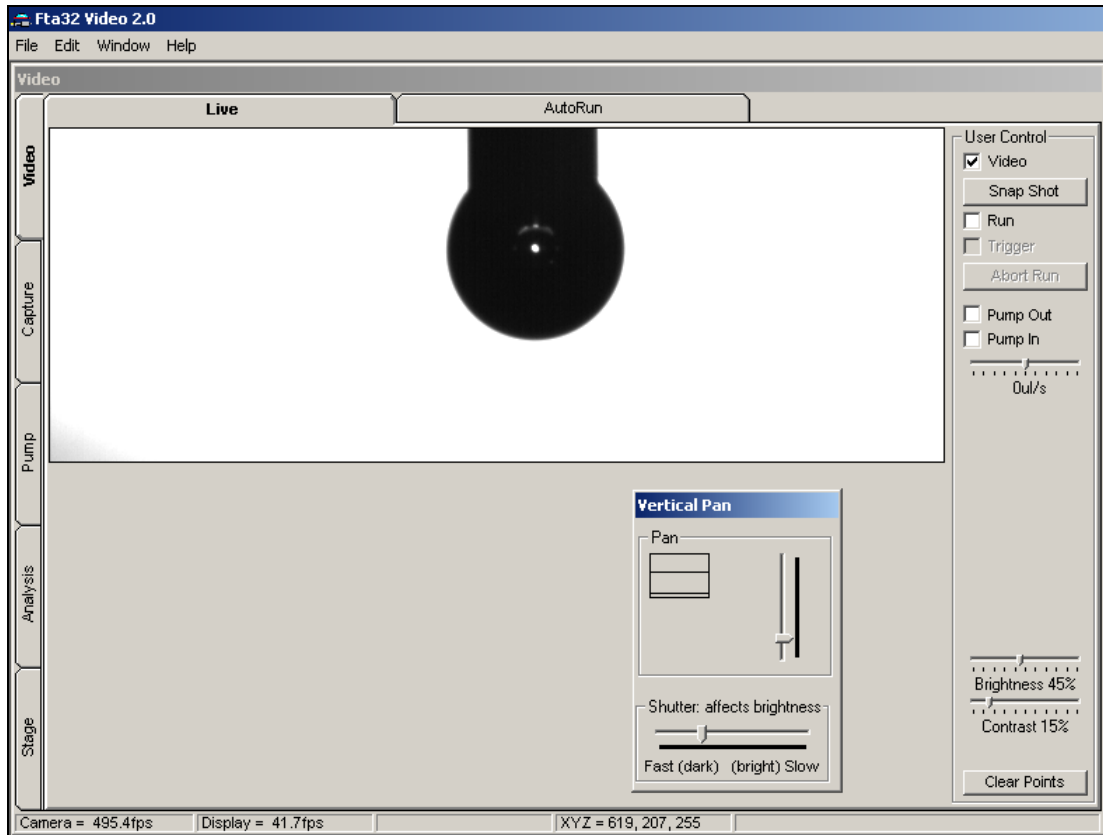 Fta32 Video 2.0
File Edit Window Help
Video
Live AutoRun
Video
Capture
Pump
Analysis
Stage
User Control
Video
Snap Shot
Run
Trigger
Abort Run
Pump Out
Pump In
0ul/s
Brightness 45%
Contrast 15%
Clear Points
Vertical Pan
Pan
Shutter: affects brightness
Fast (dark) (bright) Slow
Camera = 495.4fps Display = 41.7fps XYZ = 619, 207, 255